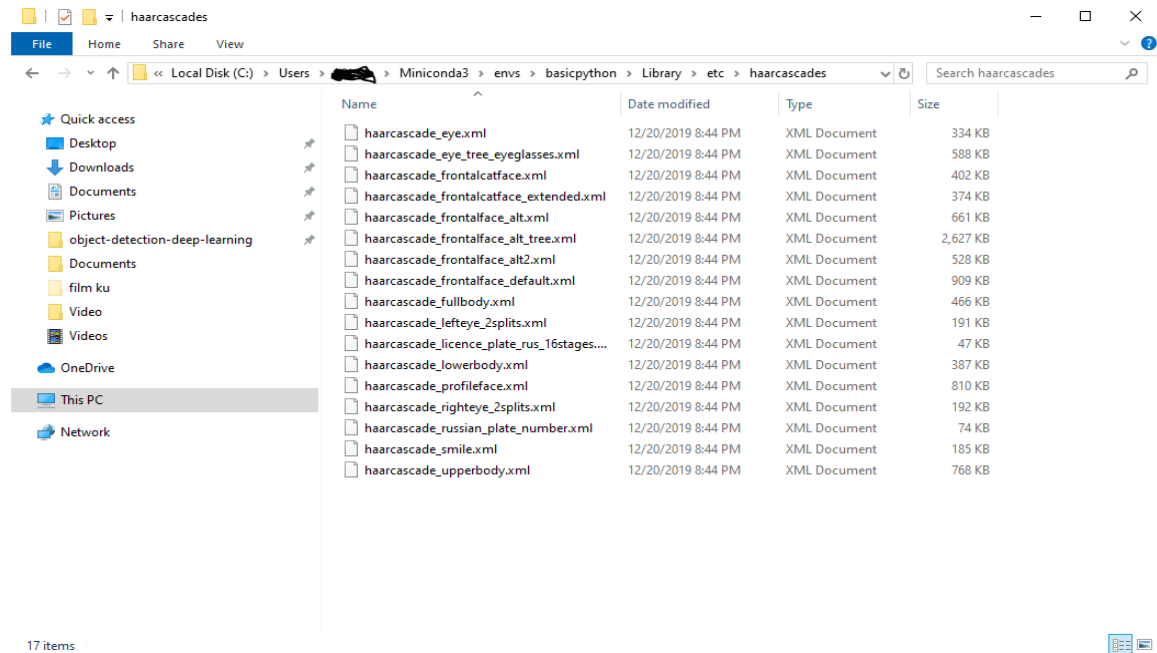 haarcascades
File Home Share View
« Local Disk (C:) › Users › › Miniconda3 › envs › basicpython › Library › etc › haarcascades
Search haarcascades
Quick access
Desktop
Downloads
Documents
Pictures
object-detection-deep-learning
Documents
film ku
Video
Videos
OneDrive
This PC
Network
Name Date modified Type Size
haarcascade_eye.xml 12/20/2019 8:44 PM XML Document 334 KB
haarcascade_eye_tree_eyeglasses.xml 12/20/2019 8:44 PM XML Document 588 KB
haarcascade_frontalcatface.xml 12/20/2019 8:44 PM XML Document 402 KB
haarcascade_frontalcatface_extended.xml 12/20/2019 8:44 PM XML Document 374 KB
haarcascade_frontalface_alt.xml 12/20/2019 8:44 PM XML Document 661 KB
haarcascade_frontalface_alt_tree.xml 12/20/2019 8:44 PM XML Document 2,627 KB
haarcascade_frontalface_alt2.xml 12/20/2019 8:44 PM XML Document 528 KB
haarcascade_frontalface_default.xml 12/20/2019 8:44 PM XML Document 909 KB
haarcascade_fullbody.xml 12/20/2019 8:44 PM XML Document 466 KB
haarcascade_lefteye_2splits.xml 12/20/2019 8:44 PM XML Document 191 KB
haarcascade_licence_plate_rus_16stages.... 12/20/2019 8:44 PM XML Document 47 KB
haarcascade_lowerbody.xml 12/20/2019 8:44 PM XML Document 387 KB
haarcascade_profileface.xml 12/20/2019 8:44 PM XML Document 810 KB
haarcascade_righteye_2splits.xml 12/20/2019 8:44 PM XML Document 192 KB
haarcascade_russian_plate_number.xml 12/20/2019 8:44 PM XML Document 74 KB
haarcascade_smile.xml 12/20/2019 8:44 PM XML Document 185 KB
haarcascade_upperbody.xml 12/20/2019 8:44 PM XML Document 768 KB
17 items